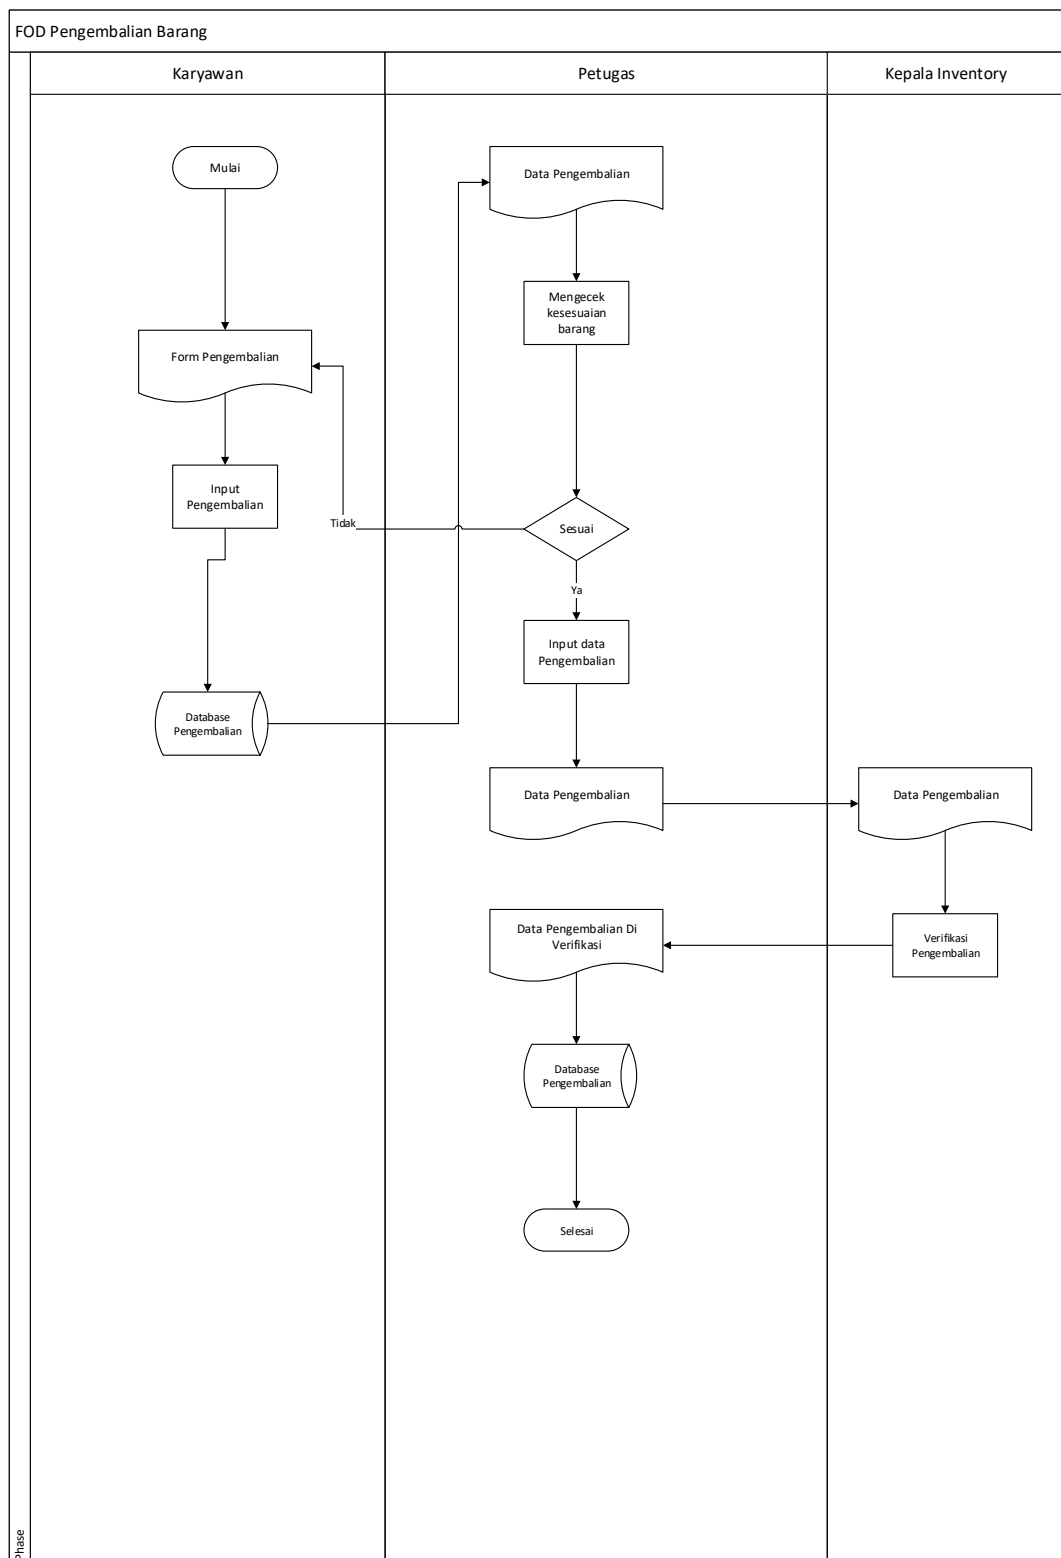 FOD Pengembalian Barang
Karyawan
Petugas
Kepala Inventory
Mulai
Form Pengembalian
Input
Pengembalian
Database
Pengembalian
Data Pengembalian
Mengecek
kesesuaian
barang
Sesuai
Tidak
Ya
Input data
Pengembalian
Data Pengembalian
Data Pengembalian
Verifikasi
Pengembalian
Data Pengembalian Di
Verifikasi
Database
Pengembalian
Selesai
Phase